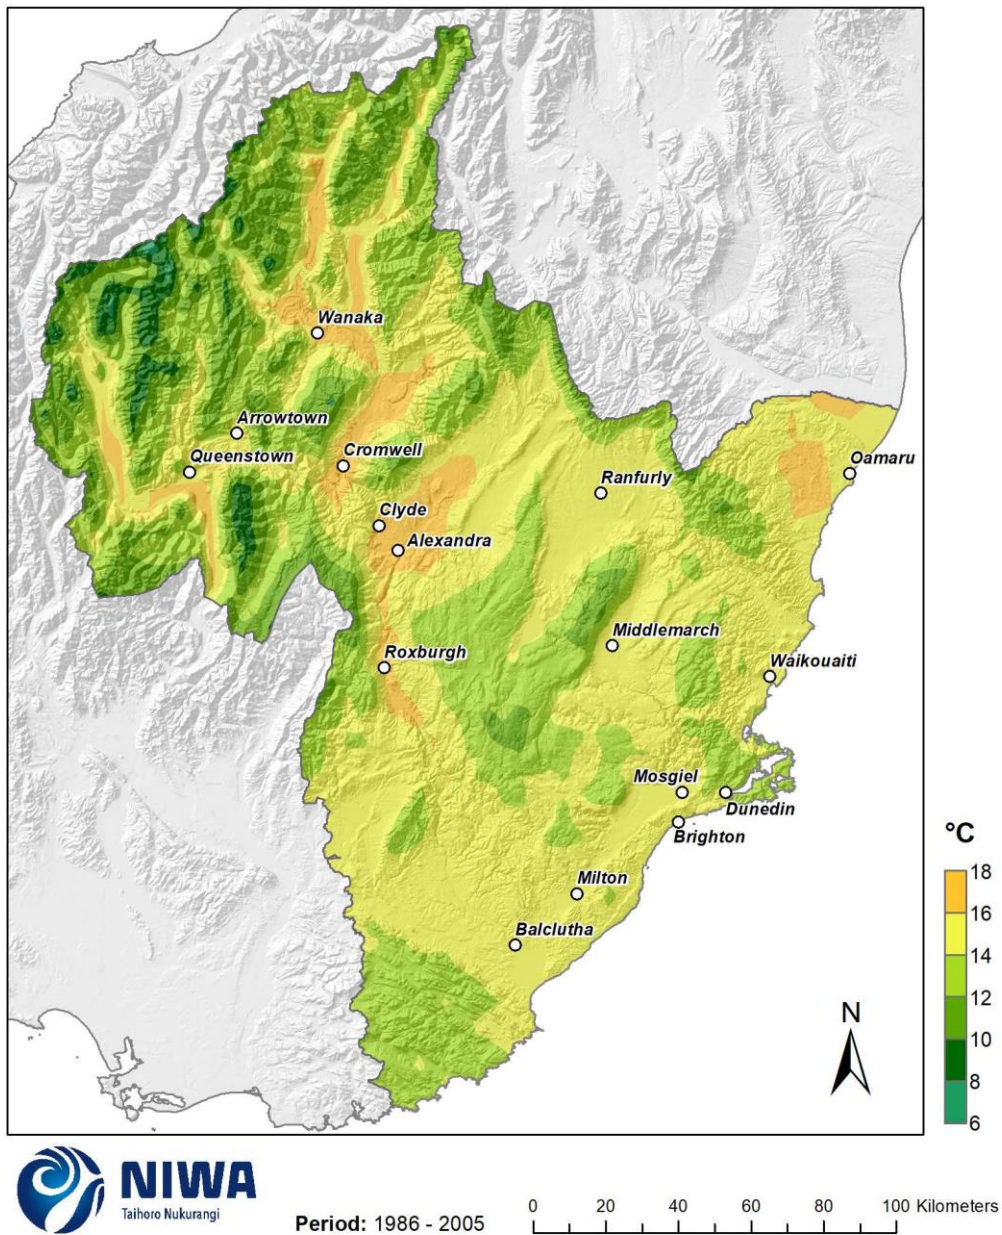 Wanaka
Arrowtown
Queenstown
Cromwell
Oamaru
Ranfurly
Clyde
Alexandra
Middlemarch
Roxburgh
Waikouaiti
Mosgiel
Dunedin
Brighton
Milton
Balclutha
N
°C
18
16
14
12
10
8
6
NIWA
Taihoro Nukurangi
Period: 1986 - 2005
0 20 40 60 80 100 Kilometers